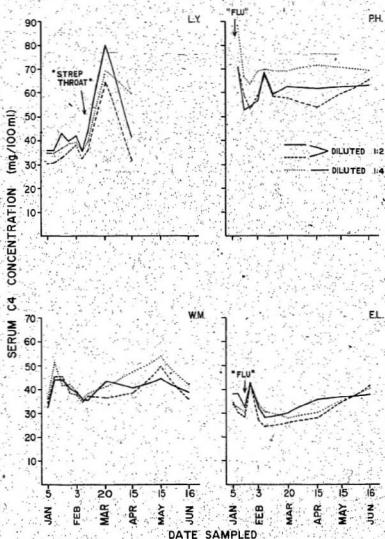 SERUM C4 CONCENTRATION (mg/100ml)
L.Y.
90
80
70
60
50
40
30
20
10
"STREP
THROAT"
P.H.
"FLU"
DILUTED 1:2
DILUTED 1:4
W.M.
70
60
50
40
30
20
10
5 3 20 15 15 16
JAN FEB MAR APR MAY JUN
E.L.
"FLU"
5 3 20 15 15 16
JAN FEB MAR APR MAY JUN
DATE SAMPLED